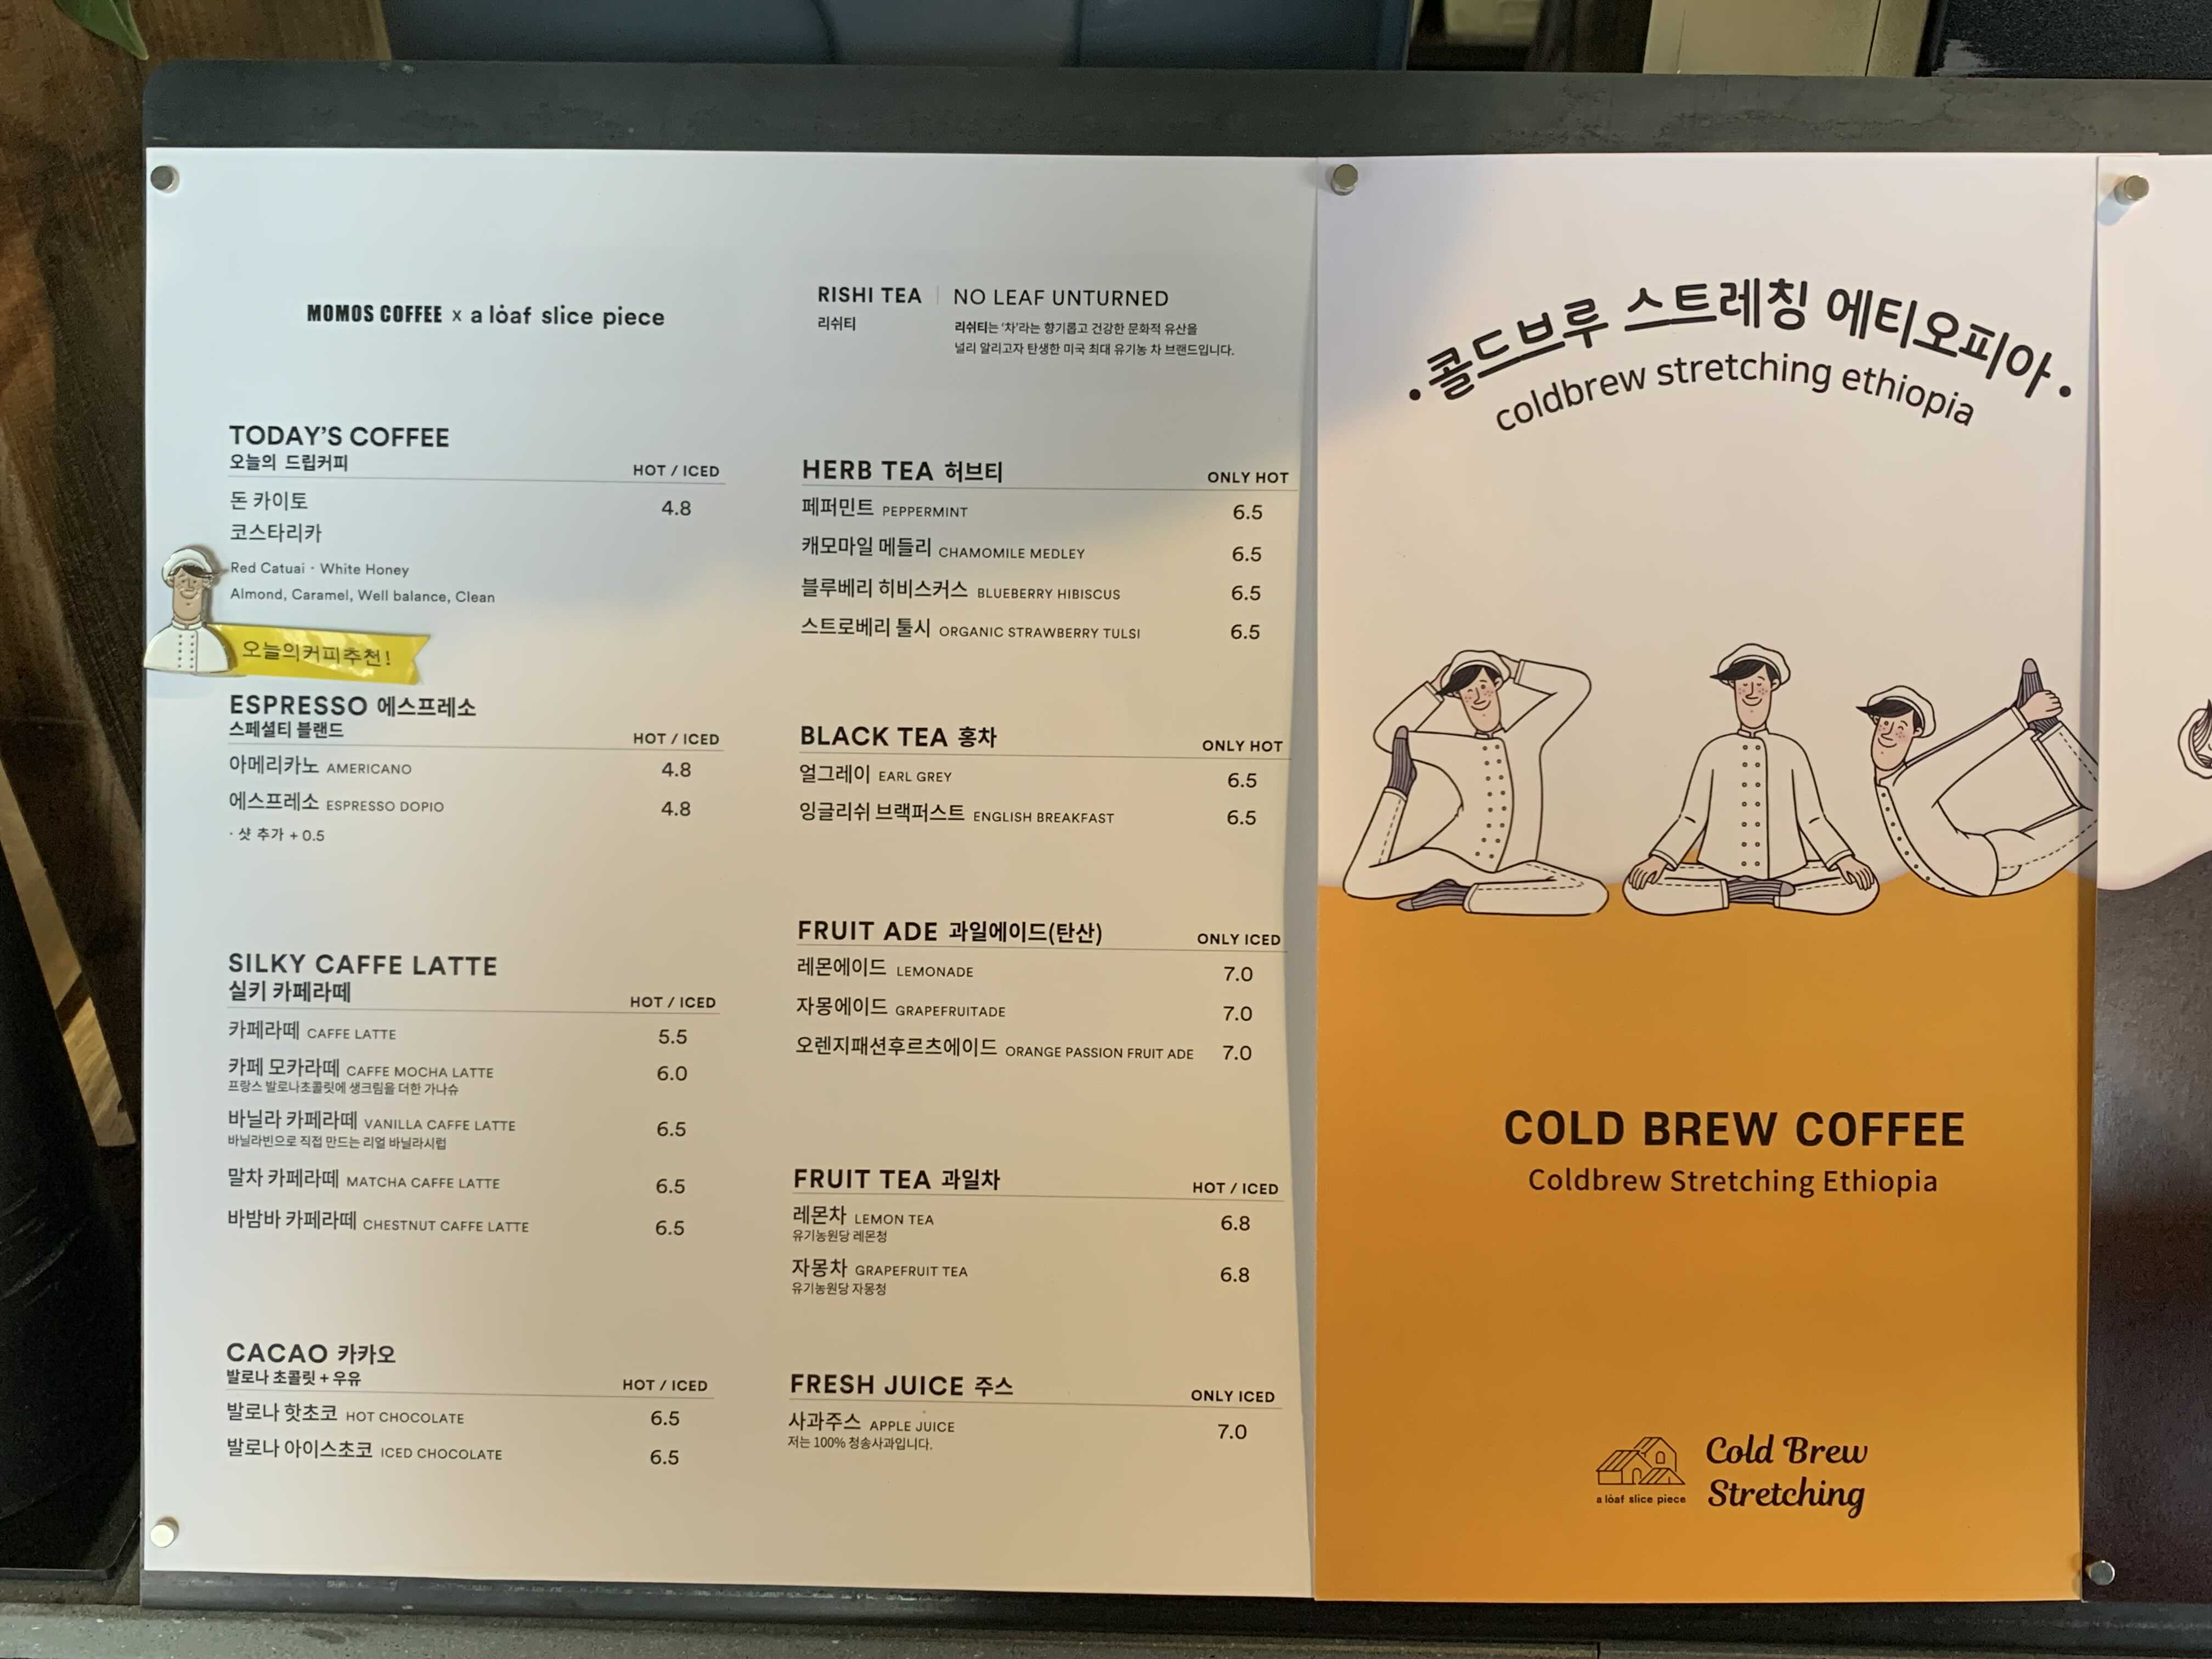 MOMOS COFFEE x a loaf slice piece
TODAY'S COFFEE
오늘의 드립커피
HOT / ICED
돈 카이토 4.8
코스타리카
Red Catuai · White Honey
Almond, Caramel, Well balance, Clean
오늘의커피추천!
ESPRESSO 에스프레소
스페셜티 블랜드
HOT / ICED
아메리카노 AMERICANO 4.8
에스프레소 ESPRESSO DOPIO 4.8
· 샷 추가 + 0.5
SILKY CAFFE LATTE
실키 카페라떼
HOT / ICED
카페라떼 CAFFE LATTE 5.5
카페 모카라떼 CAFFE MOCHA LATTE 6.0
프랑스 발로나초콜릿에 생크림을 더한 가나슈
바닐라 카페라떼 VANILLA CAFFE LATTE 6.5
바닐라빈으로 직접 만드는 리얼 바닐라시럽
말차 카페라떼 MATCHA CAFFE LATTE 6.5
바밤바 카페라떼 CHESTNUT CAFFE LATTE 6.5
CACAO 카카오
발로나 초콜릿 + 우유
HOT / ICED
발로나 핫초코 HOT CHOCOLATE 6.5
발로나 아이스초코 ICED CHOCOLATE 6.5
RISHI TEA | NO LEAF UNTURNED
리쉬티
리쉬티는 '차'라는 향기롭고 건강한 문화적 유산을
널리 알리고자 탄생한 미국 최대 유기농 차 브랜드입니다.
HERB TEA 허브티 ONLY HOT
페퍼민트 PEPPERMINT 6.5
캐모마일 메들리 CHAMOMILE MEDLEY 6.5
블루베리 히비스커스 BLUEBERRY HIBISCUS 6.5
스트로베리 툴시 ORGANIC STRAWBERRY TULSI 6.5
BLACK TEA 홍차 ONLY HOT
얼그레이 EARL GREY 6.5
잉글리쉬 브랙퍼스트 ENGLISH BREAKFAST 6.5
FRUIT ADE 과일에이드(탄산) ONLY ICED
레몬에이드 LEMONADE 7.0
자몽에이드 GRAPEFRUITADE 7.0
오렌지패션후르츠에이드 ORANGE PASSION FRUIT ADE 7.0
FRUIT TEA 과일차 HOT / ICED
레몬차 LEMON TEA 6.8
유기농원당 레몬청
자몽차 GRAPEFRUIT TEA 6.8
유기농원당 자몽청
FRESH JUICE 주스 ONLY ICED
사과주스 APPLE JUICE 7.0
저는 100% 청송사과입니다.
· 콜드브루 스트레칭 에티오피아 ·
coldbrew stretching ethiopia
COLD BREW COFFEE
Coldbrew Stretching Ethiopia
a loaf slice piece
Cold Brew
Stretching